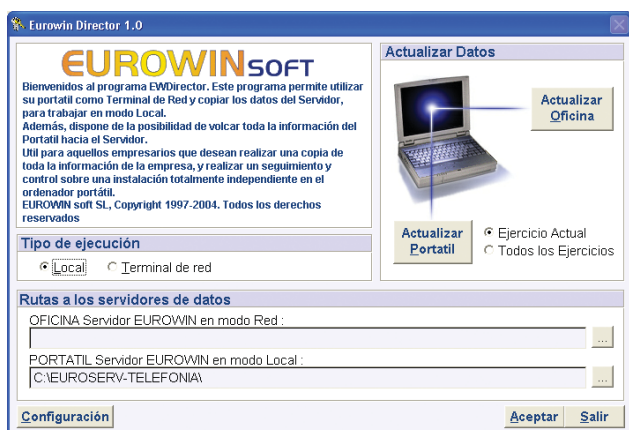 Eurowin Director 1.0
EUROWINSOFT
Bienvenidos al programa EWDirector. Este programa permite utilizar
su portatil como Terminal de Red y copiar los datos del Servidor,
para trabajar en modo Local.
Además, dispone de la posibilidad de volcar toda la información del
Portatil hacia el Servidor.
Util para aquellos empresarios que desean realizar una copia de
toda la información de la empresa, y realizar un seguimiento y
control sobre una instalación totalmente independiente en el
ordenador portátil.
EUROWIN soft SL, Copyright 1997-2004. Todos los derechos
reservados
Actualizar Datos
Actualizar
Oficina
Actualizar
Portatil
Ejercicio Actual
Todos los Ejercicios
Tipo de ejecución
Local
Terminal de red
Rutas a los servidores de datos
OFICINA Servidor EUROWIN en modo Red :
...
PORTATIL Servidor EUROWIN en modo Local :
C:\EUROSERV-TELEFONIA\
...
Configuración
Aceptar
Salir